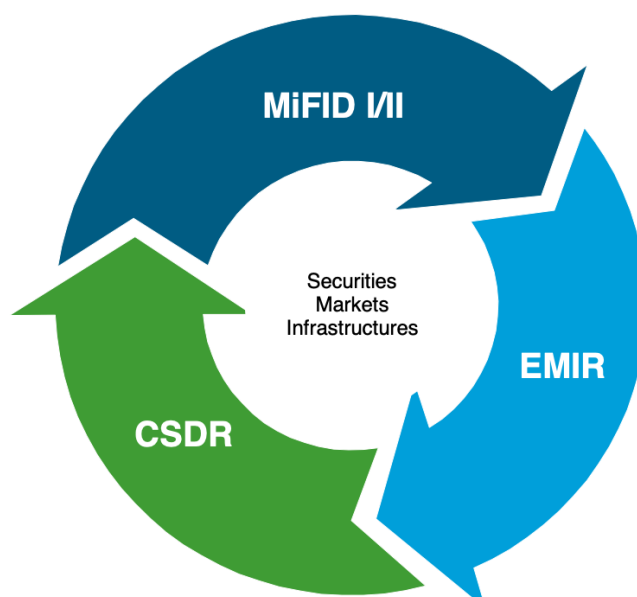 MiFID I/II
Securities
Markets
Infrastructures
EMIR
CSDR